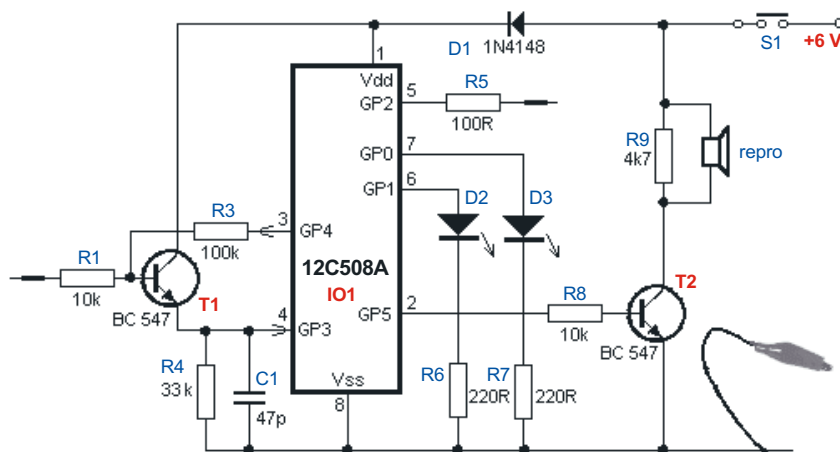 D1
1N4148
S1
+6 V
1
Vdd
GP2
5
R5
100R
GP0
7
GP1
6
R9
4k7
repro
D2
D3
R3
100k
3
GP4
R1
10k
T1
BC 547
12C508A
IO1
4
GP3
GP5
2
R8
10k
T2
BC 547
R4
33k
C1
47p
Vss
8
R6
220R
R7
220R